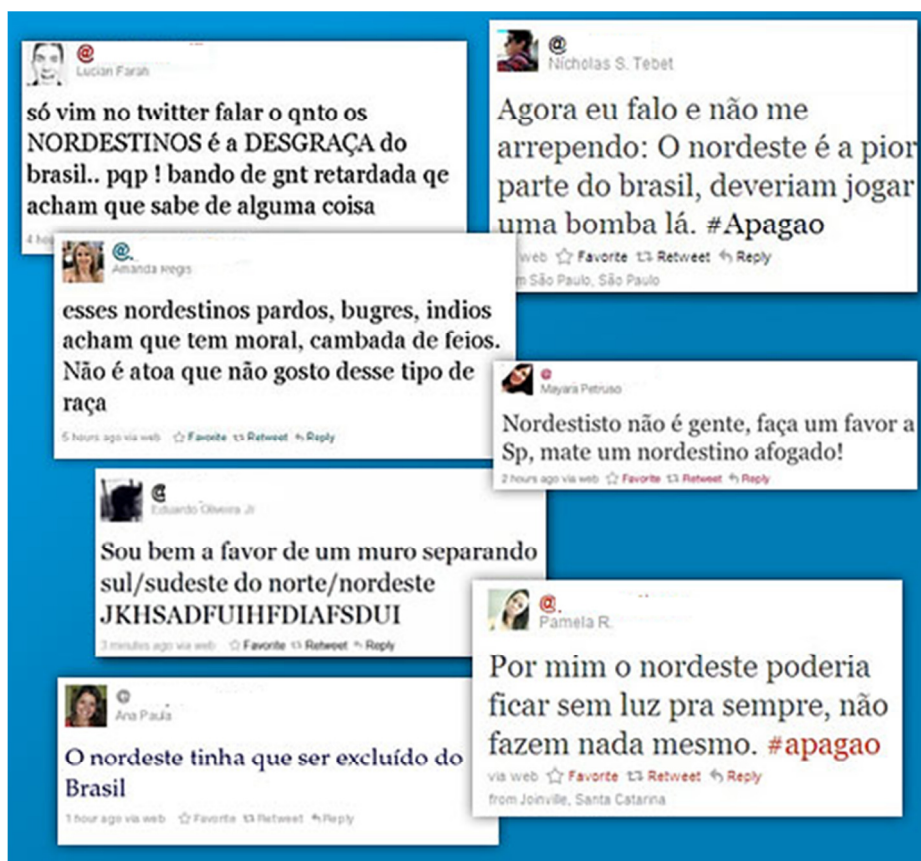 @
Lucian Farah
só vim no twitter falar o qnto os
NORDESTINOS é a DESGRAÇA do
brasil.. pqp ! bando de gnt retardada qe
acham que sabe de alguma coisa
4 hou
@
Nicholas S. Tebet
Agora eu falo e não me
arrependo: O nordeste é a pior
parte do brasil, deveriam jogar
uma bomba lá. #Apagao
web Favorite Retweet Reply
m São Paulo, São Paulo
@.
Amanda Regis
esses nordestinos pardos, bugres, indios
acham que tem moral, cambada de feios.
Não é atoa que não gosto desse tipo de
raça
5 hours ago via web Favorite Retweet Reply
@
Mayara Petruso
Nordestisto não é gente, faça um favor a
Sp, mate um nordestino afogado!
2 hours ago via web Favorite Retweet Reply
@
Eduardo Oliveira Jr
Sou bem a favor de um muro separando
sul/sudeste do norte/nordeste
JKHSADFUIHFDIAFSDUI
3 minutes ago via web Favorite Retweet Reply
@.
Pamela R.
Por mim o nordeste poderia
ficar sem luz pra sempre, não
fazem nada mesmo. #apagao
via web Favorite Retweet Reply
from Joinville, Santa Catarina
@
Ana Paula
O nordeste tinha que ser excluído do
Brasil
1 hour ago via web Favorite Retweet Reply